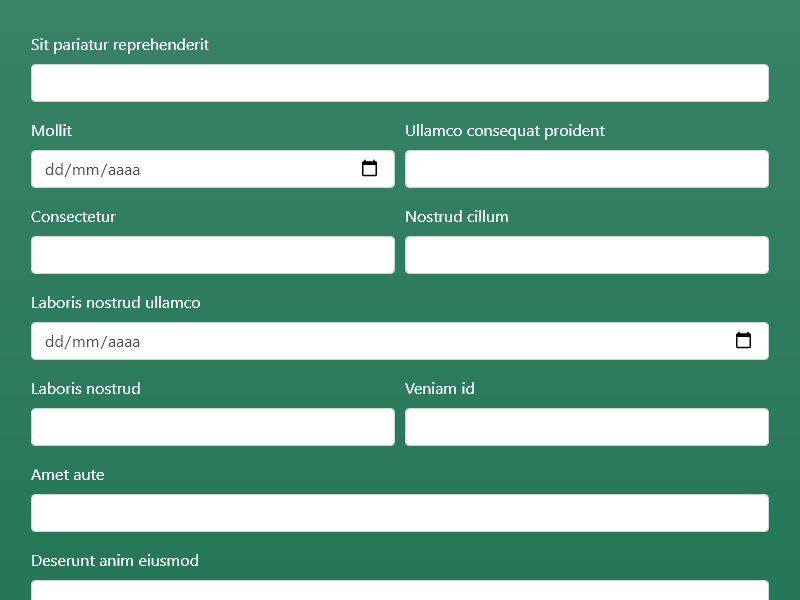 Sit pariatur reprehenderit
Mollit
Ullamco consequat proident
dd/mm/aaaa
Consectetur
Nostrud cillum
Laboris nostrud ullamco
dd/mm/aaaa
Laboris nostrud
Veniam id
Amet aute
Deserunt anim eiusmod